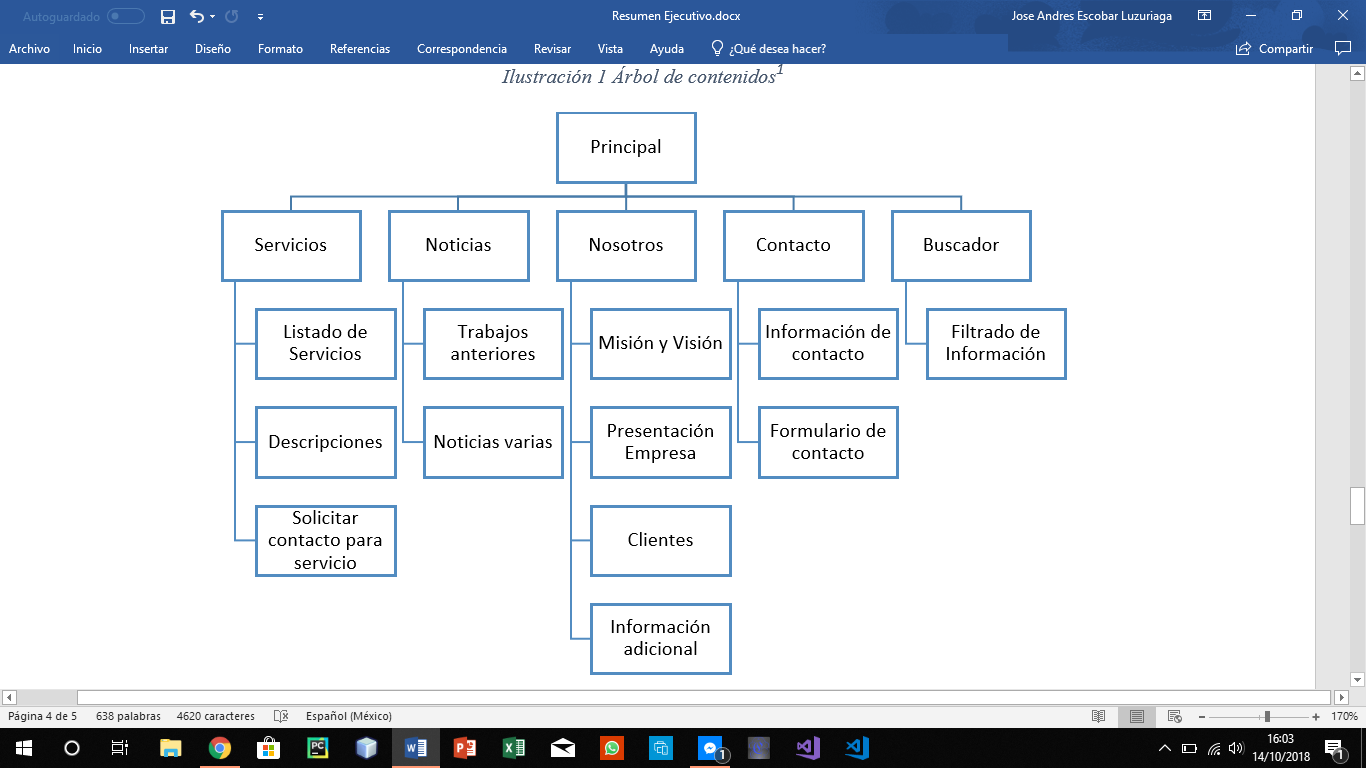 Autoguardado
Resumen Ejecutivo.docx
Jose Andres Escobar Luzuriaga
Archivo Inicio Insertar Diseño Formato Referencias Correspondencia Revisar Vista Ayuda ¿Qué desea hacer? Compartir
Ilustración 1 Árbol de contenidos1
Principal
Servicios
Noticias
Nosotros
Contacto
Buscador
Listado de
Servicios
Descripciones
Solicitar
contacto para
servicio
Trabajos
anteriores
Noticias varias
Misión y Visión
Presentación
Empresa
Clientes
Información
adicional
Información de
contacto
Formulario de
contacto
Filtrado de
Información
Página 4 de 5 638 palabras 4620 caracteres Español (México) 170%
16:03
14/10/2018